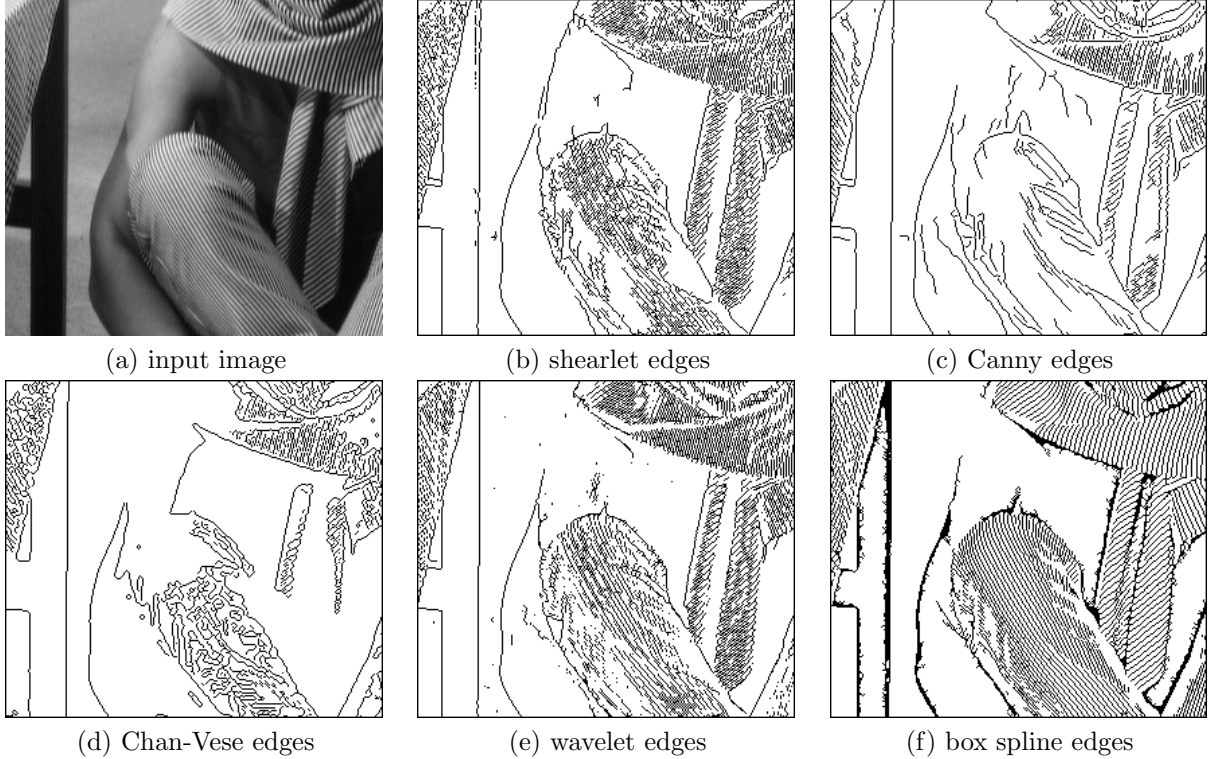 (a) input image
(b) shearlet edges
(c) Canny edges
(d) Chan-Vese edges
(e) wavelet edges
(f) box spline edges